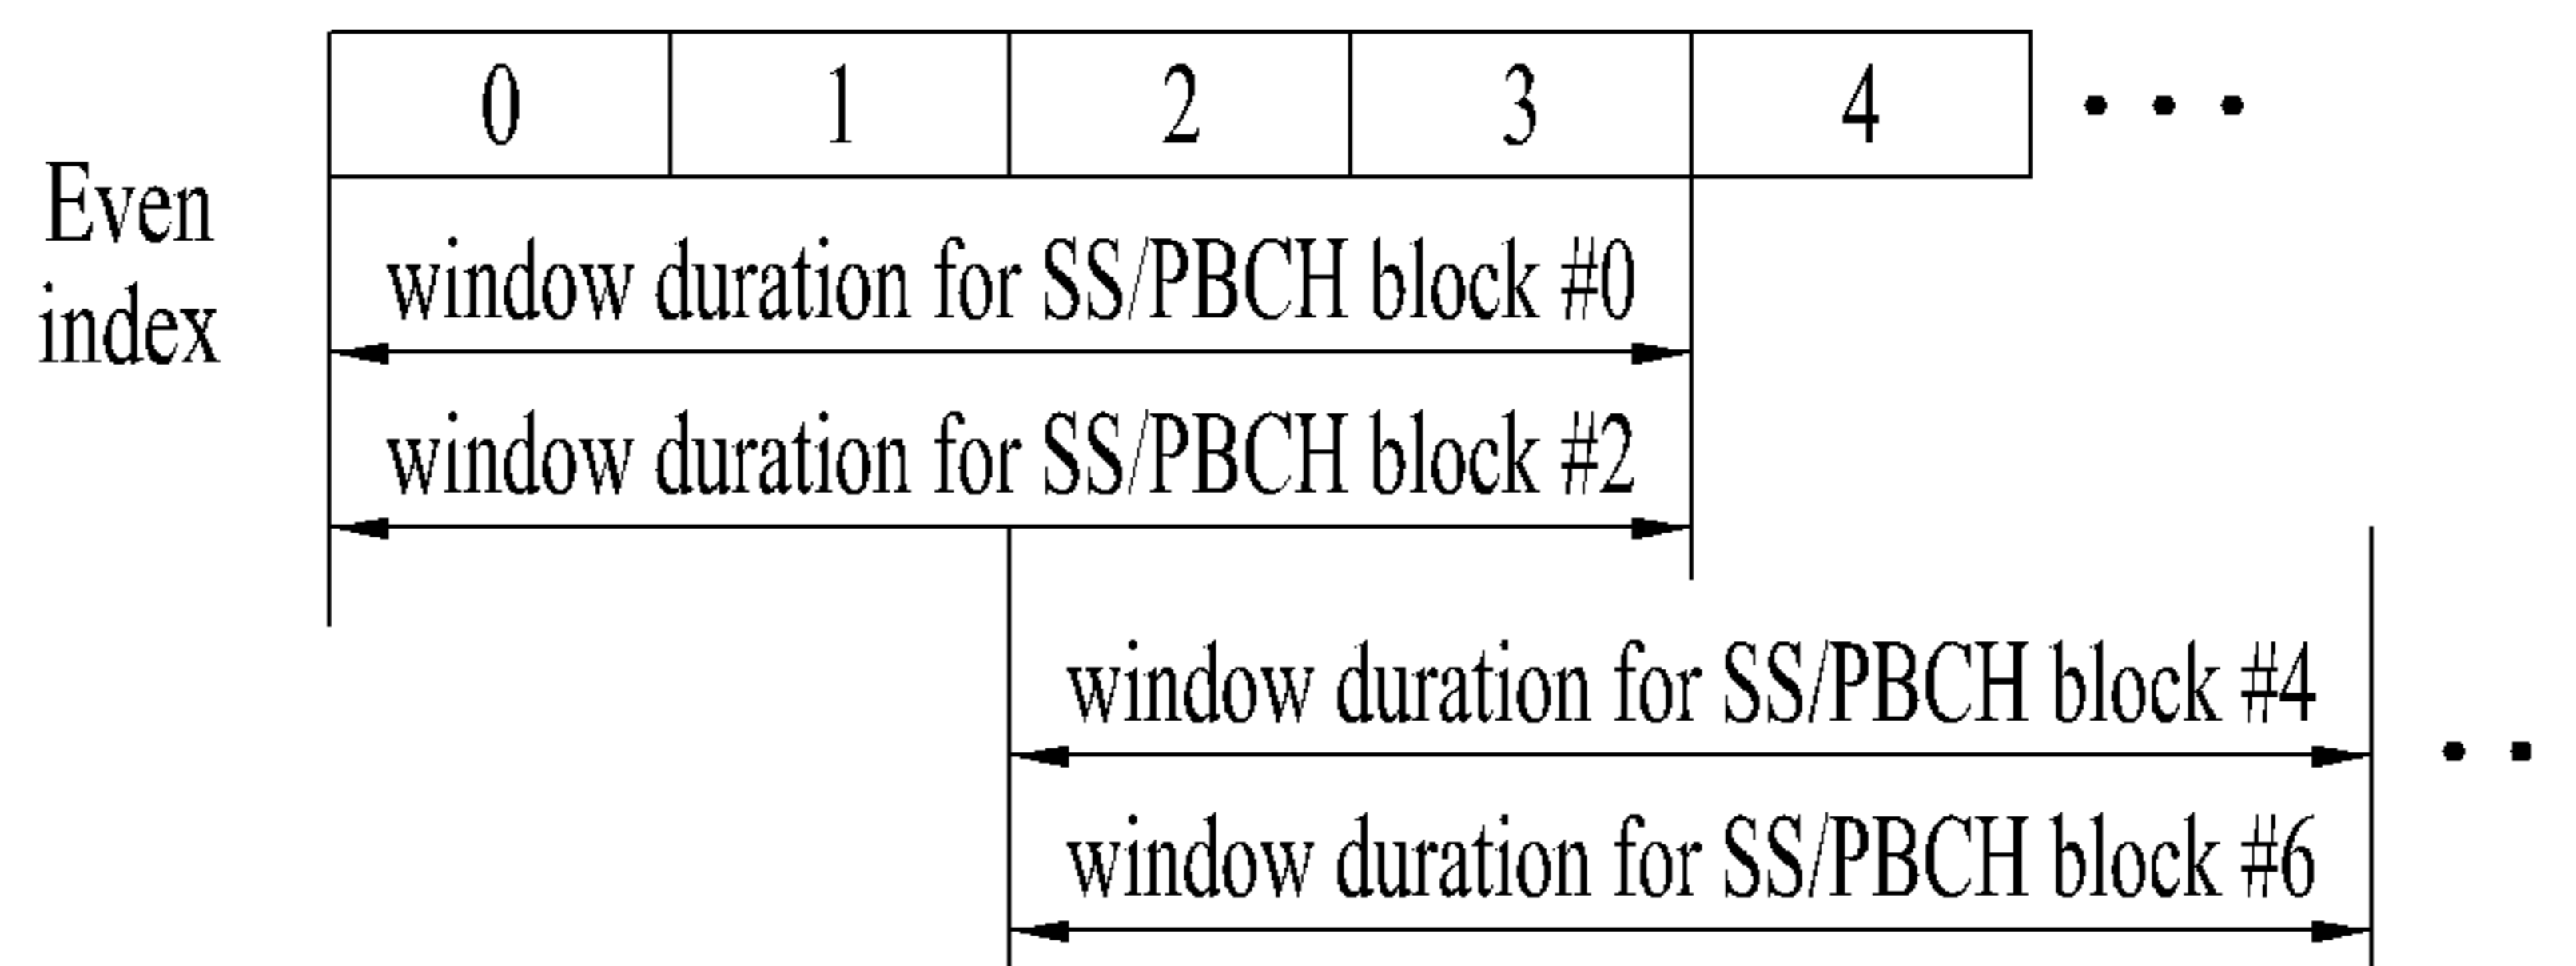 0 1 2 3 4 • • •
Even
index
window duration for SS/PBCH block #0
window duration for SS/PBCH block #2
window duration for SS/PBCH block #4
• •
window duration for SS/PBCH block #6